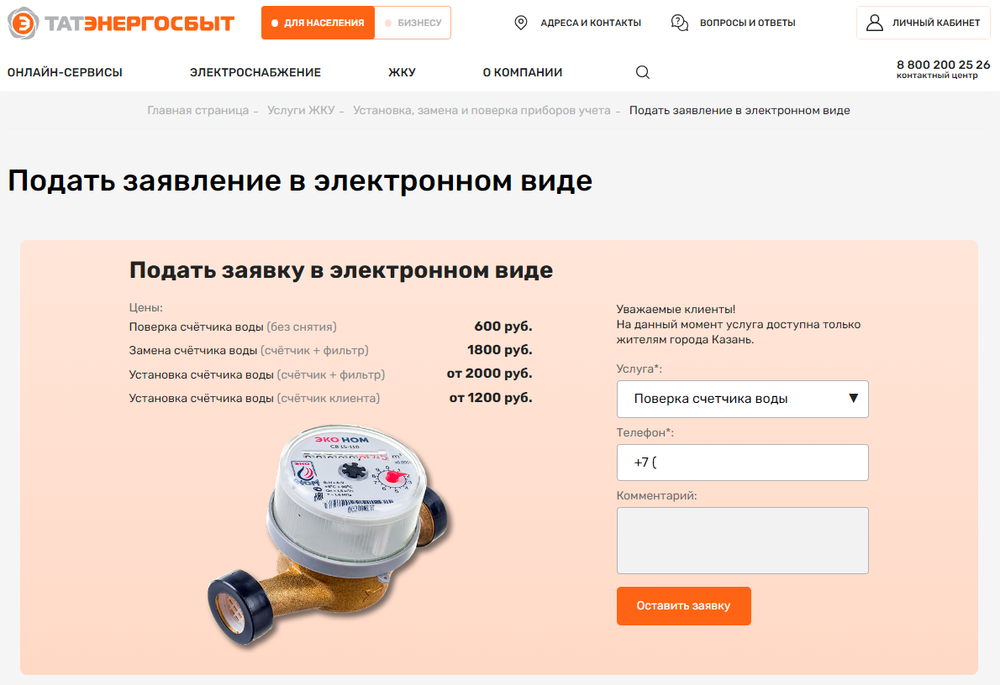 ТАТЭНЕРГОСБЫТ
ДЛЯ НАСЕЛЕНИЯ
БИЗНЕСУ
АДРЕСА И КОНТАКТЫ
ВОПРОСЫ И ОТВЕТЫ
ЛИЧНЫЙ КАБИНЕТ
ОНЛАЙН-СЕРВИСЫ
ЭЛЕКТРОСНАБЖЕНИЕ
ЖКУ
О КОМПАНИИ
8 800 200 25 26
контактный центр
Главная страница – Услуги ЖКУ – Установка, замена и поверка приборов учета – Подать заявление в электронном виде
Подать заявление в электронном виде
Подать заявку в электронном виде
Цены:
Поверка счётчика воды (без снятия) 600 руб.
Замена счётчика воды (счётчик + фильтр) 1800 руб.
Установка счётчика воды (счётчик + фильтр) от 2000 руб.
Установка счётчика воды (счётчик клиента) от 1200 руб.
ЭКО НОМ
СВ 15-110
Уважаемые клиенты!
На данный момент услуга доступна только
жителям города Казань.
Услуга*:
Поверка счетчика воды
Телефон*:
+7 (
Комментарий:
Оставить заявку